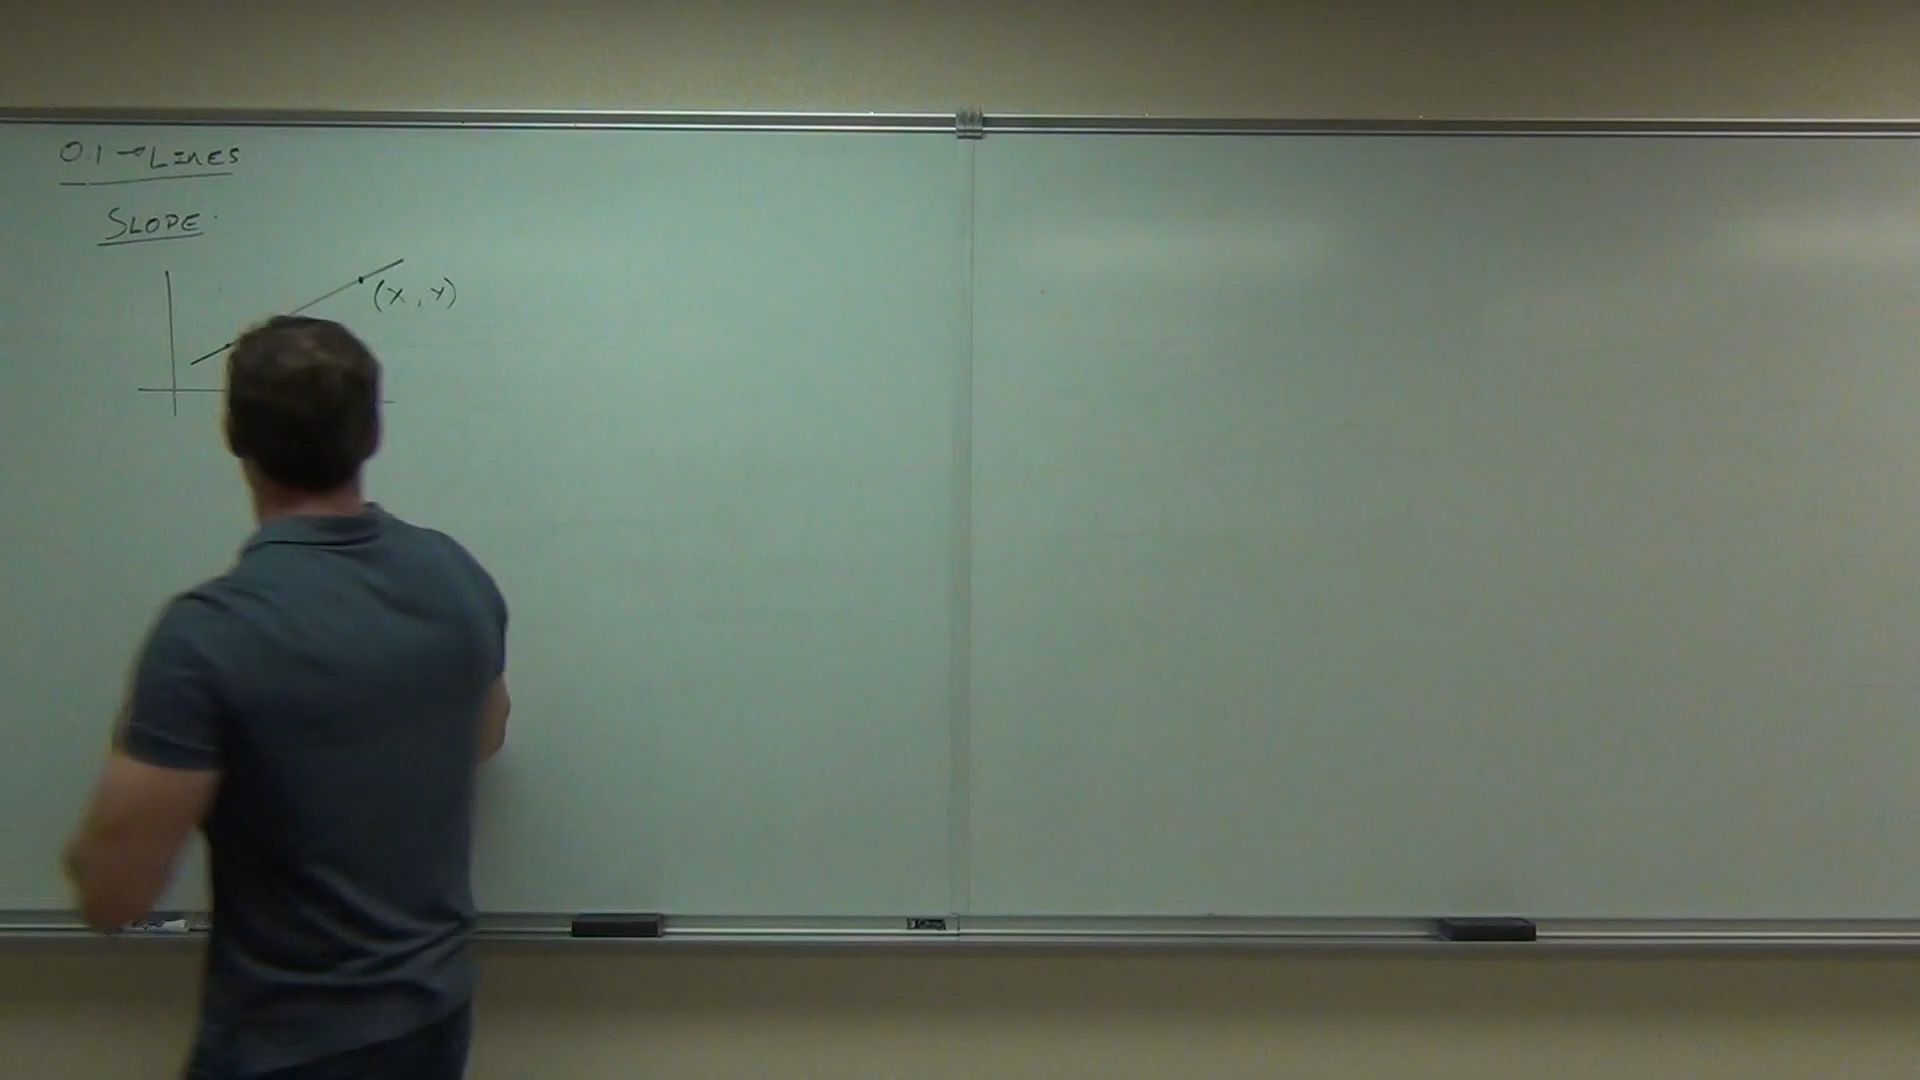 0.1 → LINES
SLOPE:
(x, y)